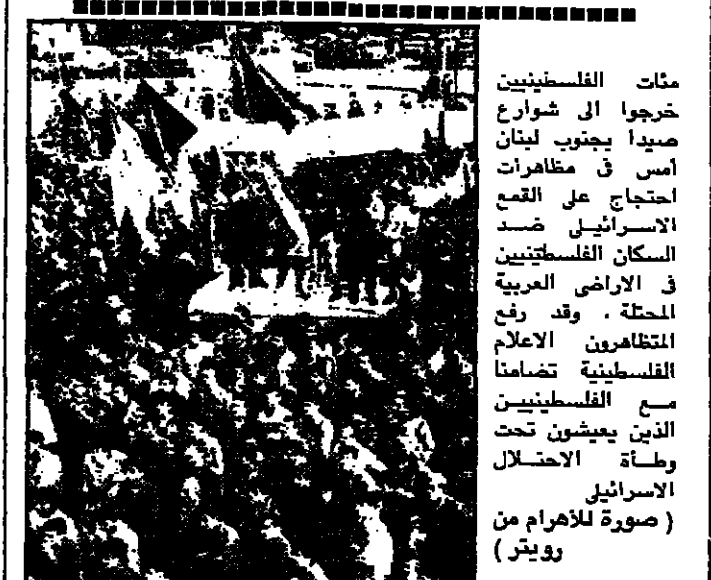 مئات الفلسطينيين
خرجوا الى شوارع
صيدا بجنوب لبنان
أمس فى مظاهرات
احتجاج على القمع
الاسرائيلى ضد
السكان الفلسطينيين
فى الاراضى العربية
المحتلة . وقد رفع
المتظاهرون الاعلام
الفلسطينية تضامنا
مع الفلسطينيين
الذين يعيشون تحت
وطأة الاحتلال
الاسرائيلى
( صورة للأهرام من
رويتر )